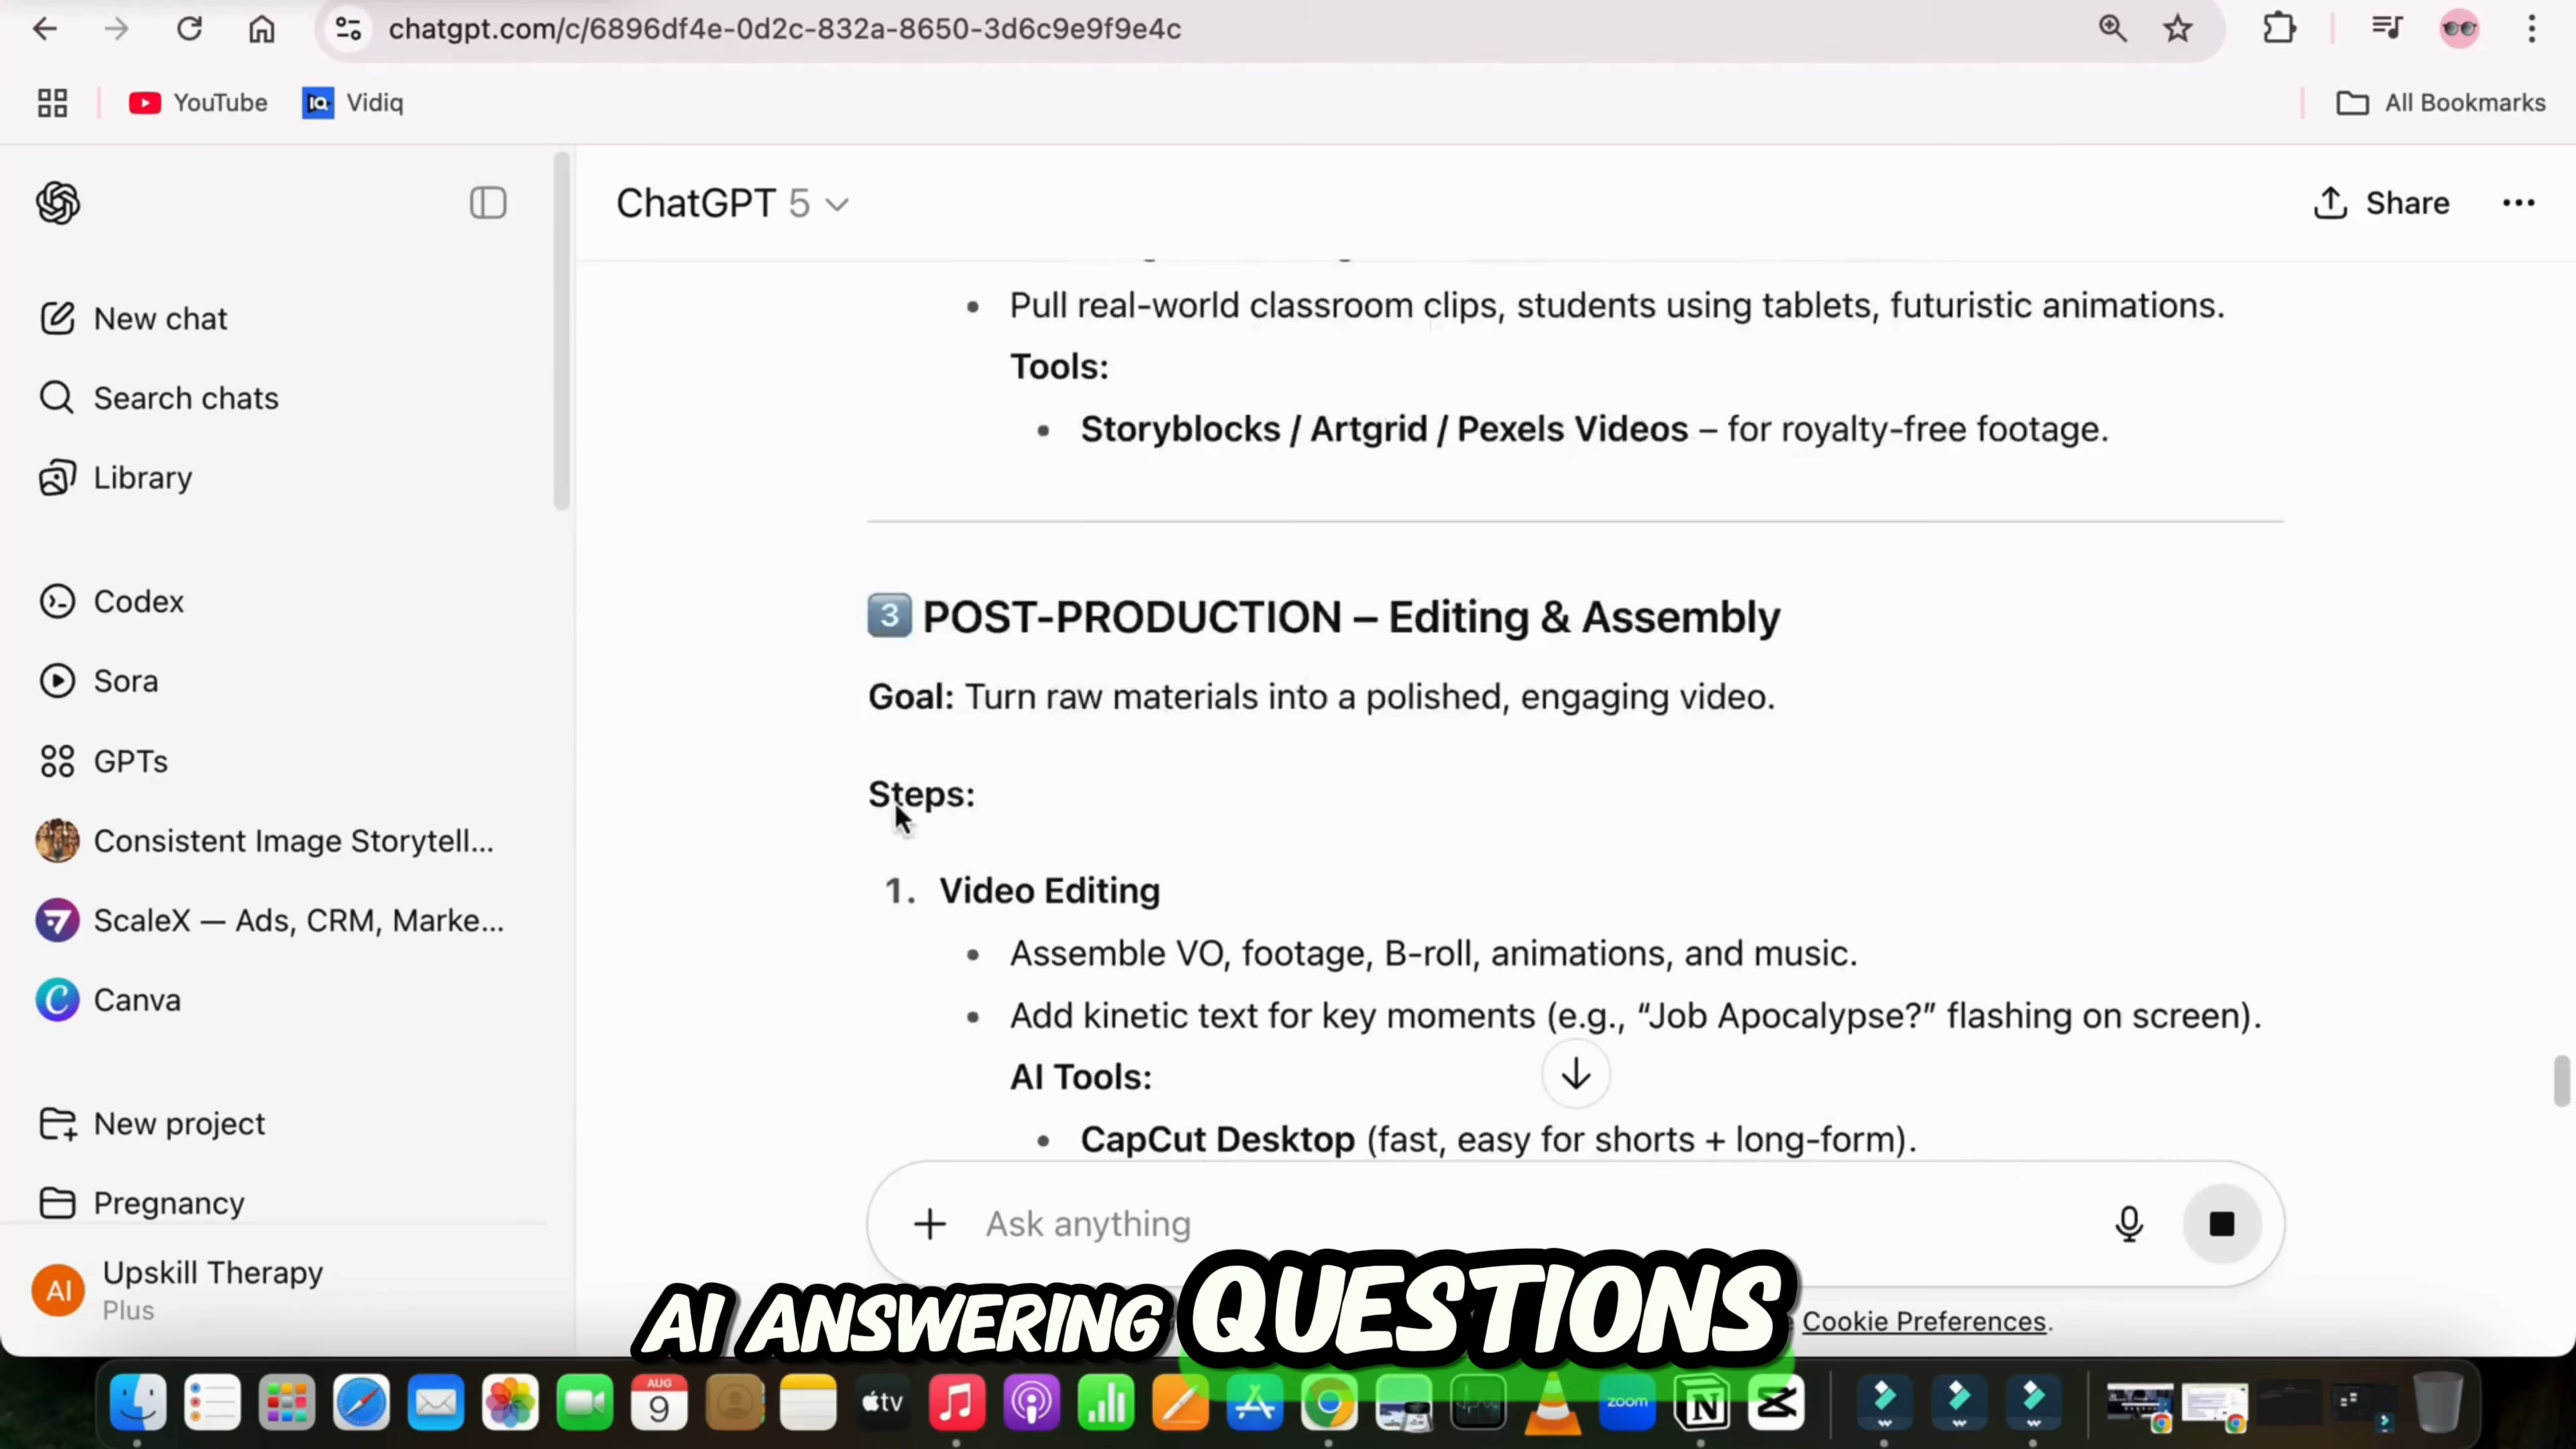 chatgpt.com/c/6896df4e-0d2c-832a-8650-3d6c9e9f9e4c
YouTube
Vidiq
All Bookmarks
ChatGPT 5
Share
New chat
Search chats
Library
Codex
Sora
GPTs
Consistent Image Storytell...
ScaleX — Ads, CRM, Marke...
Canva
New project
Pregnancy
AI
Upskill Therapy
Plus
• Pull real-world classroom clips, students using tablets, futuristic animations.
Tools:
• Storyblocks / Artgrid / Pexels Videos – for royalty-free footage.
3 POST-PRODUCTION – Editing & Assembly
Goal: Turn raw materials into a polished, engaging video.
Steps:
1. Video Editing
• Assemble VO, footage, B-roll, animations, and music.
• Add kinetic text for key moments (e.g., “Job Apocalypse?” flashing on screen).
AI Tools:
• CapCut Desktop (fast, easy for shorts + long-form).
Ask anything
AI ANSWERING QUESTIONS
Cookie Preferences.
AUG
9
tv
zoom